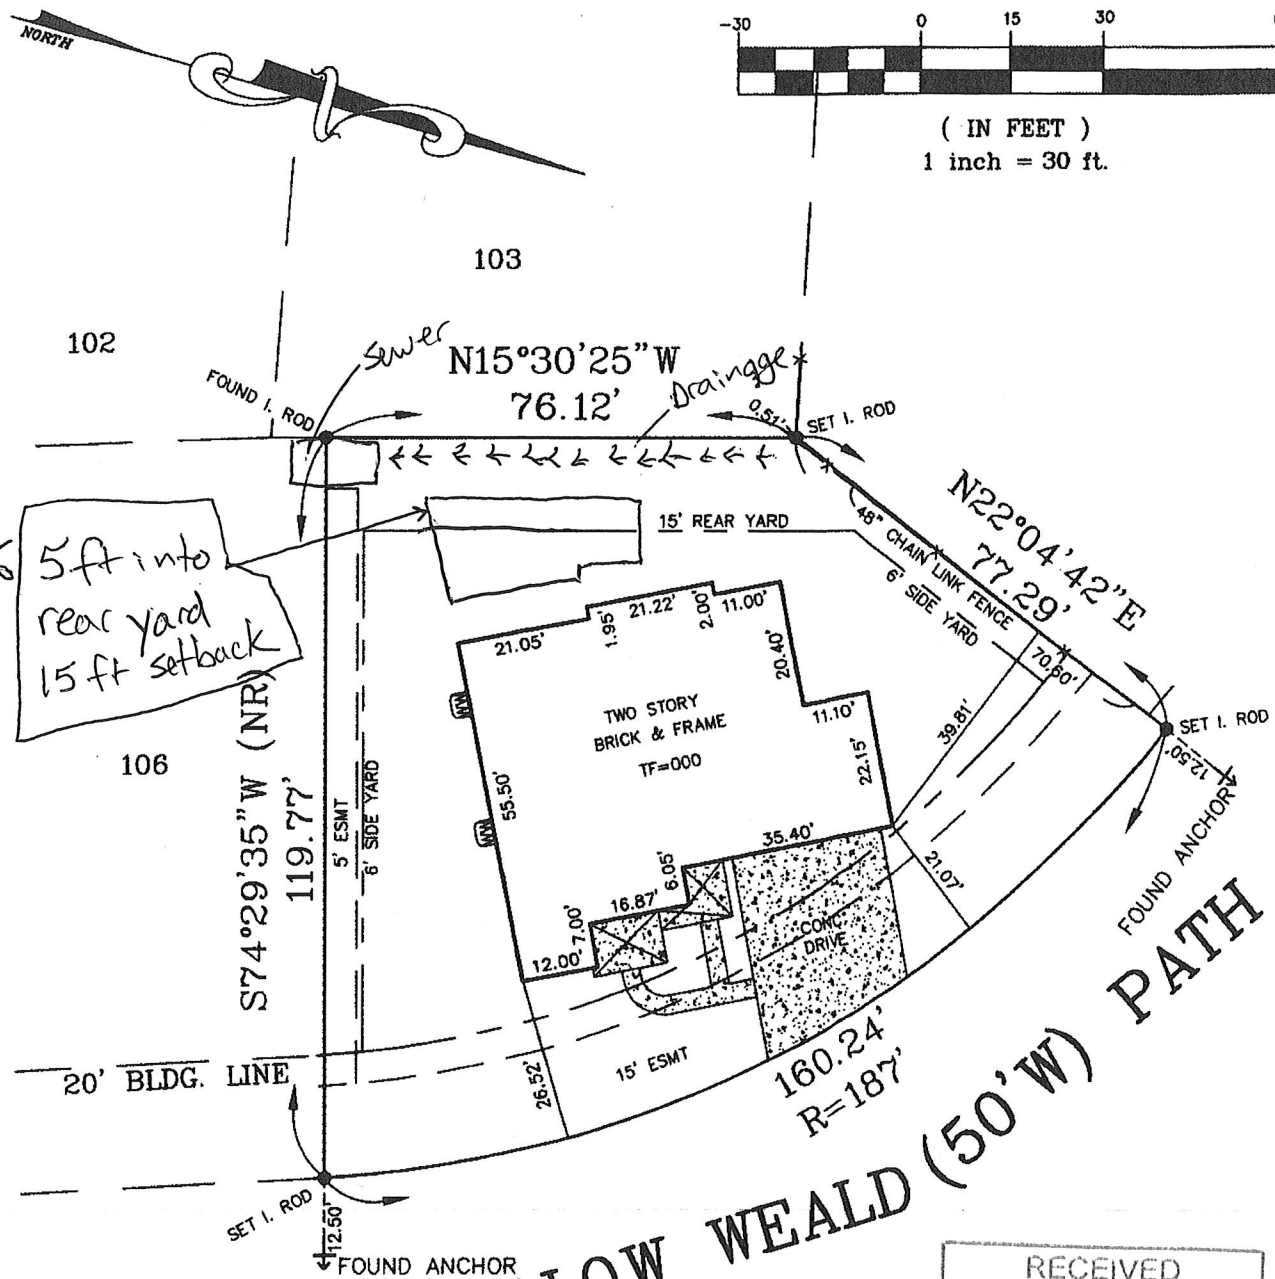 NORTH
-30 0 15 30
( IN FEET )
1 inch = 30 ft.
103
102
Sewer
N15°30'25"W
76.12'
Draingge
FOUND I. ROD
0.51'
SET I. ROD
N22°04'42"E
77.29'
48" CHAIN LINK FENCE
15' REAR YARD
6' SIDE YARD
5ft into
rear yard
15ft setback
21.05'
1.95'
21.22'
2.00'
11.00'
20.40'
11.10'
22.15'
70.60'
39.81'
SET I. ROD
12.50'
FOUND ANCHOR
TWO STORY
BRICK & FRAME
TF=000
106
S74°29'35"W (NR)
119.77'
5' ESMT
6' SIDE YARD
WM
WM
55.50'
35.40'
6.05'
16.87'
7.00'
12.00'
21.07'
CONC
DRIVE
20' BLDG. LINE
26.52'
15' ESMT
160.24'
R=187'
SET I. ROD
12.50'
FOUND ANCHOR
LOW WEALD (50'W) PATH
RECEIVED